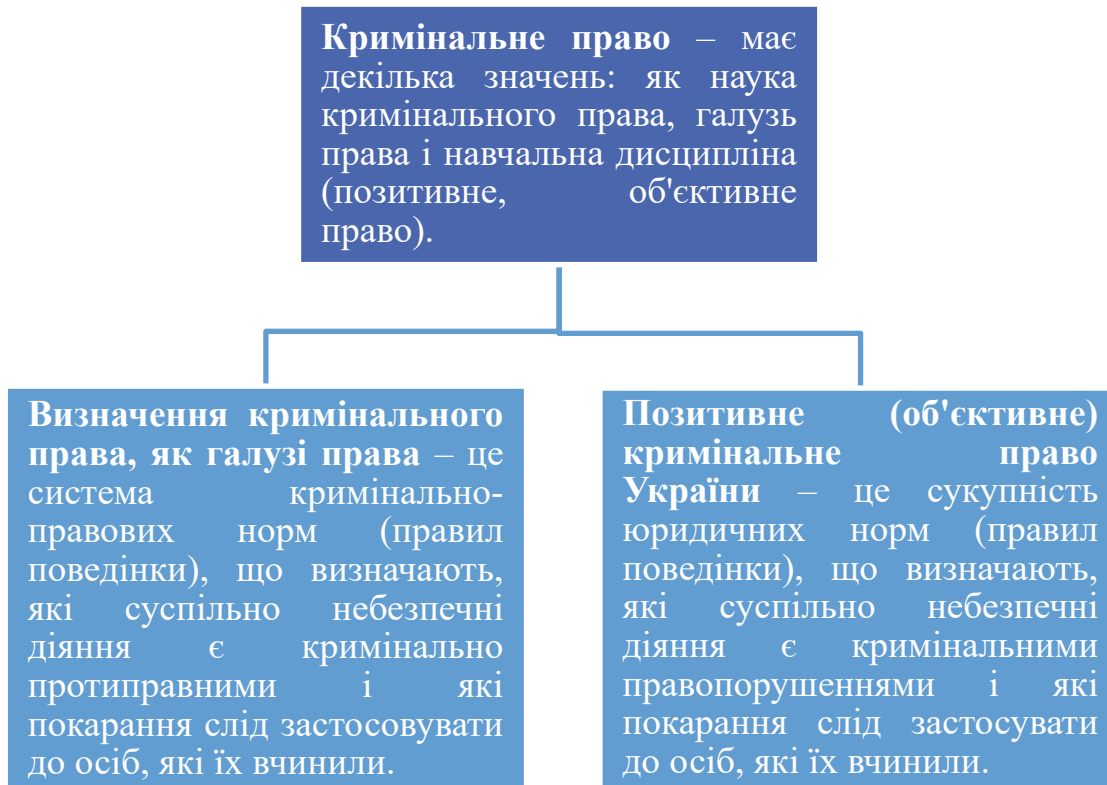 Кримінальне право – має
декілька значень: як наука
кримінального права, галузь
права і навчальна дисципліна
(позитивне, об'єктивне
право).
Визначення кримінального
права, як галузі права – це
система кримінально-
правових норм (правил
поведінки), що визначають,
які суспільно небезпечні
діяння є кримінально
протиправними і які
покарання слід застосовувати
до осіб, які їх вчинили.
Позитивне (об'єктивне)
кримінальне право
України – це сукупність
юридичних норм (правил
поведінки), що визначають,
які суспільно небезпечні
діяння є кримінальними
правопорушеннями і які
покарання слід застосувати
до осіб, які їх вчинили.